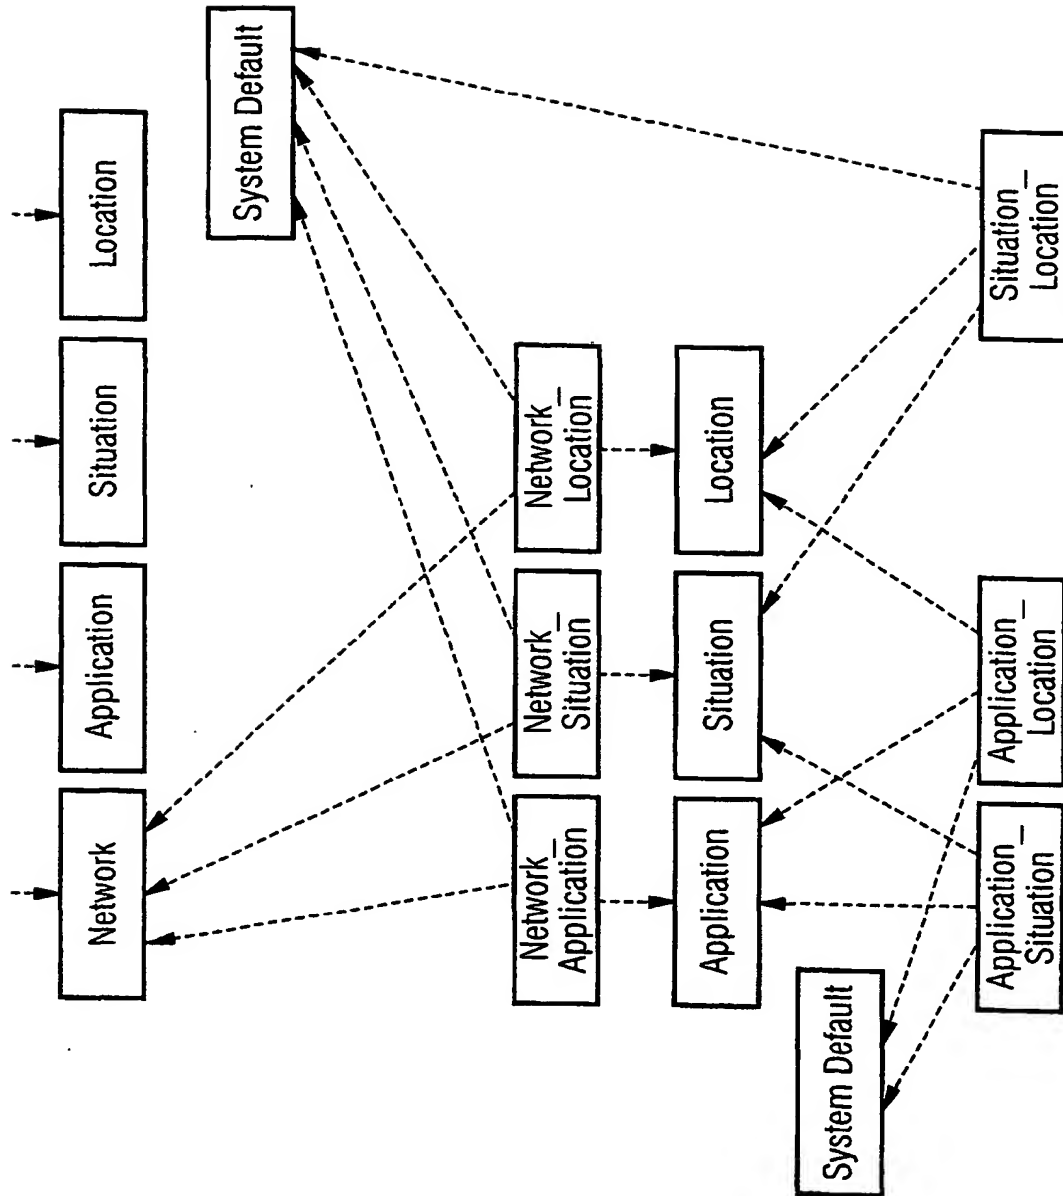 Network
Application
Situation
Location
System Default
Network_
Application
Network_
Situation
Network_
Location
Application
Situation
Location
System Default
Application_
Situation
Application_
Location
Situation_
Location